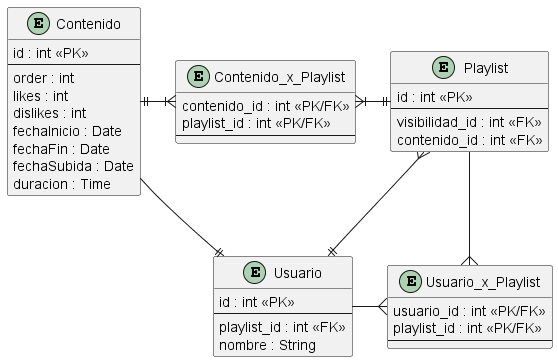 E Contenido
id : int «PK»
order : int
likes : int
dislikes : int
fechaInicio : Date
fechaFin : Date
fechaSubida : Date
duracion : Time
E Contenido_x_Playlist
contenido_id : int «PK/FK»
playlist_id : int «PK/FK»
E Playlist
id : int «PK»
visibilidad_id : int «FK»
contenido_id : int «FK»
E Usuario
id : int «PK»
playlist_id : int «FK»
nombre : String
E Usuario_x_Playlist
usuario_id : int «PK/FK»
playlist_id : int «PK/FK»